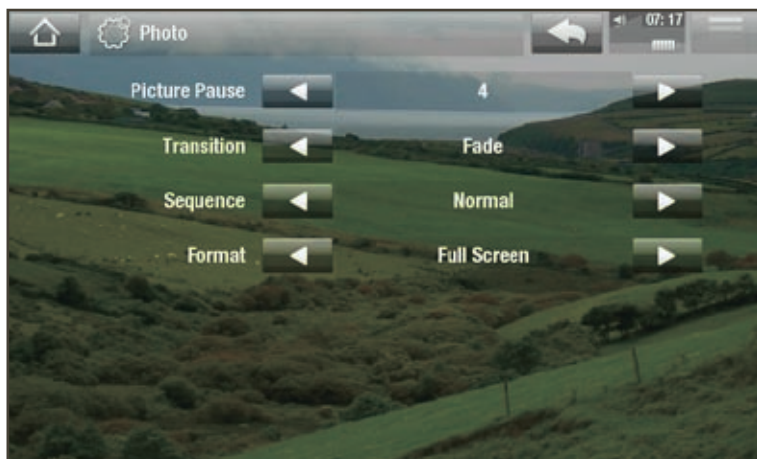 Photo
07:17
Picture Pause 4
Transition Fade
Sequence Normal
Format Full Screen